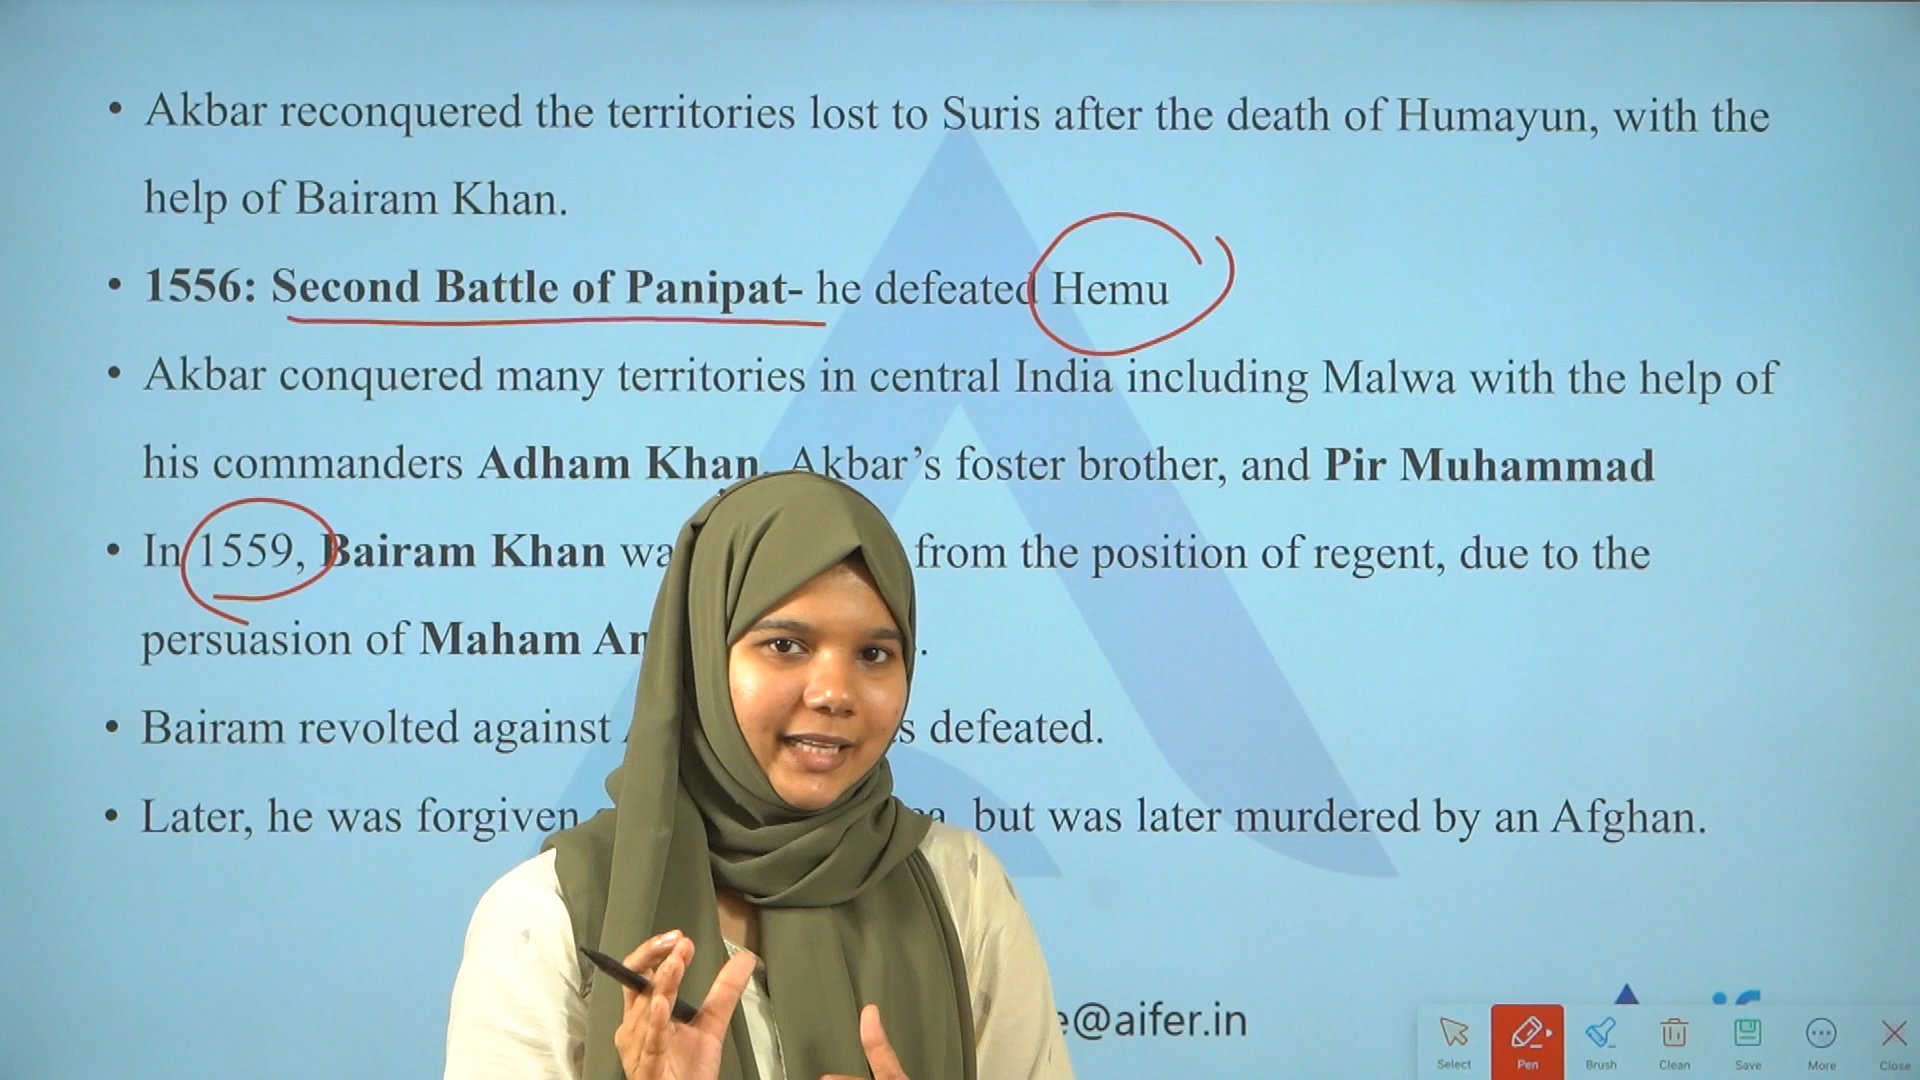 • Akbar reconquered the territories lost to Suris after the death of Humayun, with the
help of Bairam Khan.
• 1556: Second Battle of Panipat- he defeated Hemu
• Akbar conquered many territories in central India including Malwa with the help of
his commanders Adham Khan, Akbar’s foster brother, and Pir Muhammad
• In 1559, Bairam Khan from the position of regent, due to the
persuasion of Maham
• Bairam revolted against defeated.
• Later, he was forgiven but was later murdered by an Afghan.
@aifer.in
Select Pen Brush Clean Save More Close